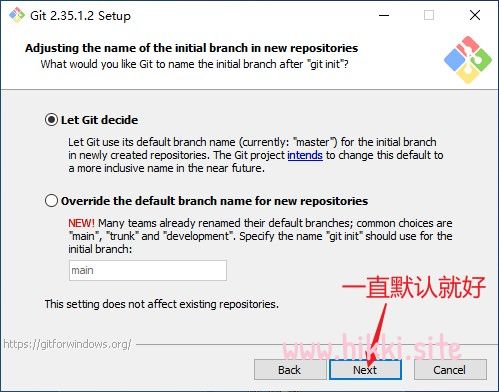 Git 2.35.1.2 Setup
Adjusting the name of the initial branch in new repositories
What would you like Git to name the initial branch after "git init"?
Let Git decide
Let Git use its default branch name (currently: "master") for the initial branch
in newly created repositories. The Git project intends to change this default to
a more inclusive name in the near future.
Override the default branch name for new repositories
NEW! Many teams already renamed their default branches; common choices are
"main", "trunk" and "development". Specify the name "git init" should use for the
initial branch:
main
This setting does not affect existing repositories.
一直默认就好
www.hikki.site
https://gitforwindows.org/
Back
Next
Cancel